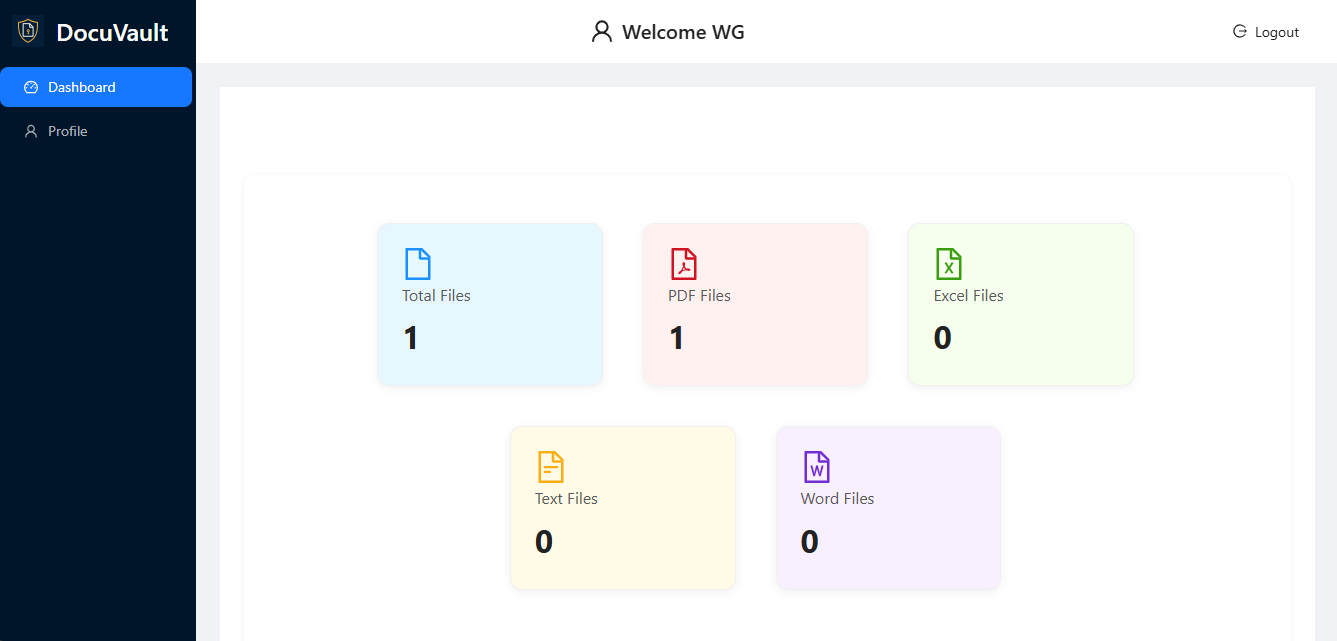 DocuVault
Welcome WG
Logout
Dashboard
Profile
Total Files
1
PDF Files
1
Excel Files
0
Text Files
0
Word Files
0